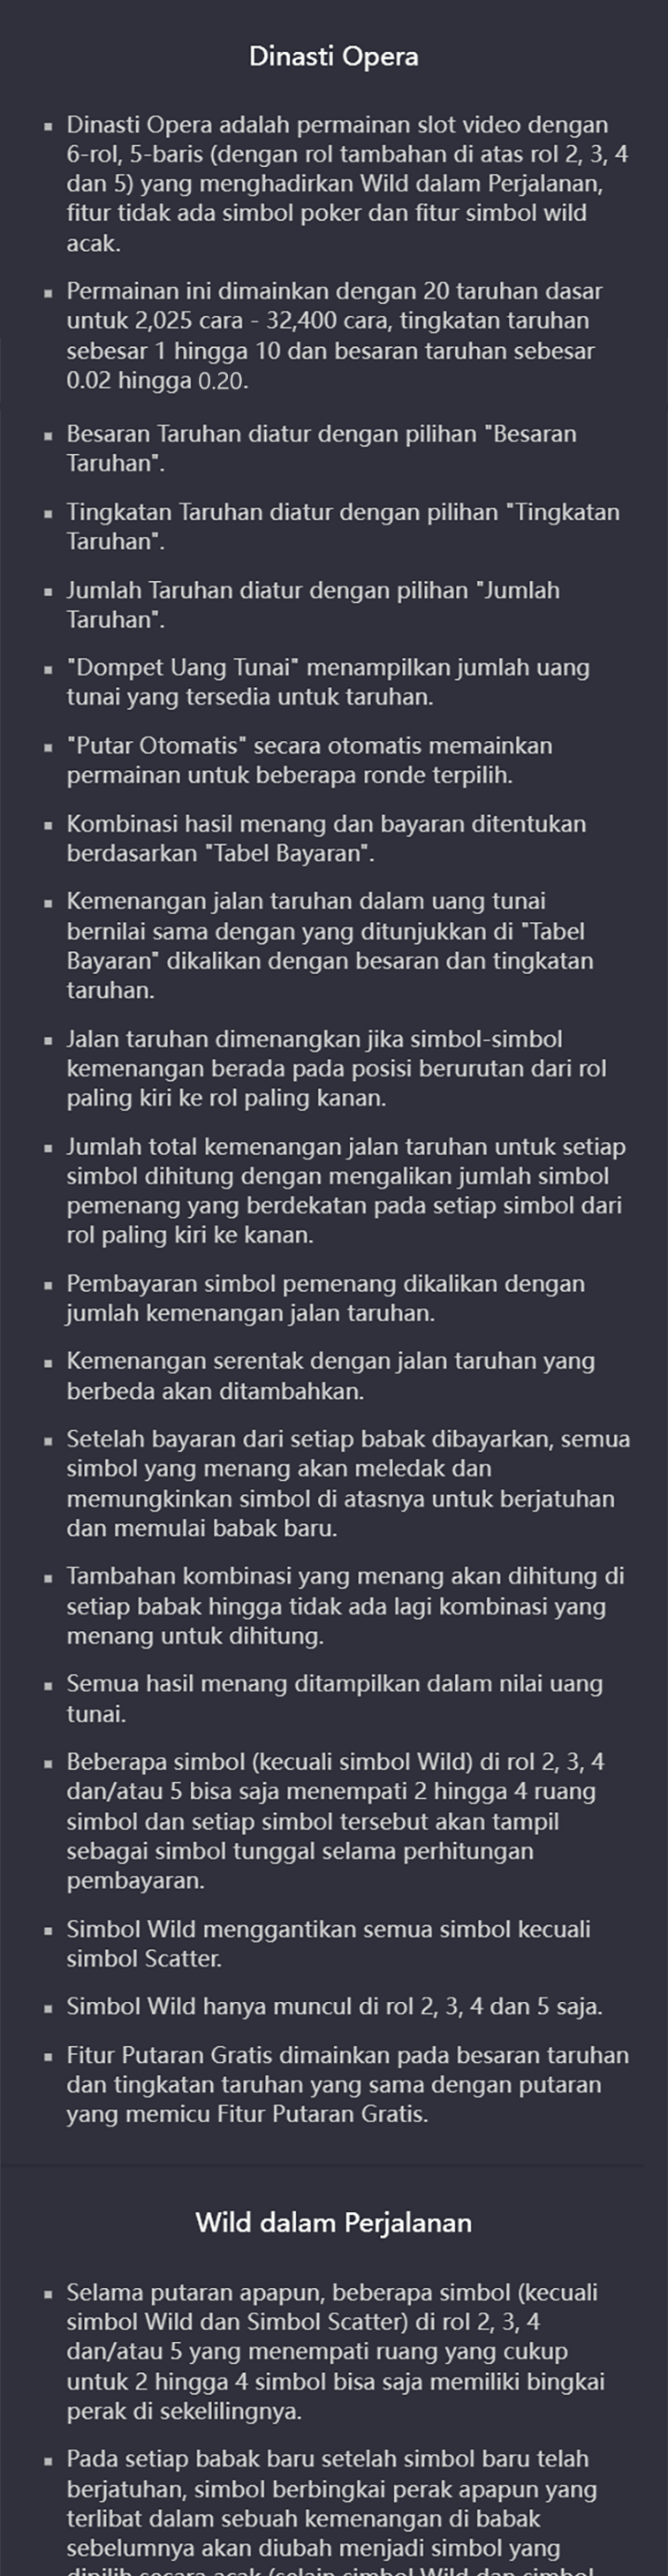 Dinasti Opera
▪ Dinasti Opera adalah permainan slot video dengan
6-rol, 5-baris (dengan rol tambahan di atas rol 2, 3, 4
dan 5) yang menghadirkan Wild dalam Perjalanan,
fitur tidak ada simbol poker dan fitur simbol wild
acak.
▪ Permainan ini dimainkan dengan 20 taruhan dasar
untuk 2,025 cara - 32,400 cara, tingkatan taruhan
sebesar 1 hingga 10 dan besaran taruhan sebesar
0.02 hingga 0.20.
▪ Besaran Taruhan diatur dengan pilihan "Besaran
Taruhan".
▪ Tingkatan Taruhan diatur dengan pilihan "Tingkatan
Taruhan".
▪ Jumlah Taruhan diatur dengan pilihan "Jumlah
Taruhan".
▪ "Dompet Uang Tunai" menampilkan jumlah uang
tunai yang tersedia untuk taruhan.
▪ "Putar Otomatis" secara otomatis memainkan
permainan untuk beberapa ronde terpilih.
▪ Kombinasi hasil menang dan bayaran ditentukan
berdasarkan "Tabel Bayaran".
▪ Kemenangan jalan taruhan dalam uang tunai
bernilai sama dengan yang ditunjukkan di "Tabel
Bayaran" dikalikan dengan besaran dan tingkatan
taruhan.
▪ Jalan taruhan dimenangkan jika simbol-simbol
kemenangan berada pada posisi berurutan dari rol
paling kiri ke rol paling kanan.
▪ Jumlah total kemenangan jalan taruhan untuk setiap
simbol dihitung dengan mengalikan jumlah simbol
pemenang yang berdekatan pada setiap simbol dari
rol paling kiri ke kanan.
▪ Pembayaran simbol pemenang dikalikan dengan
jumlah kemenangan jalan taruhan.
▪ Kemenangan serentak dengan jalan taruhan yang
berbeda akan ditambahkan.
▪ Setelah bayaran dari setiap babak dibayarkan, semua
simbol yang menang akan meledak dan
memungkinkan simbol di atasnya untuk berjatuhan
dan memulai babak baru.
▪ Tambahan kombinasi yang menang akan dihitung di
setiap babak hingga tidak ada lagi kombinasi yang
menang untuk dihitung.
▪ Semua hasil menang ditampilkan dalam nilai uang
tunai.
▪ Beberapa simbol (kecuali simbol Wild) di rol 2, 3, 4
dan/atau 5 bisa saja menempati 2 hingga 4 ruang
simbol dan setiap simbol tersebut akan tampil
sebagai simbol tunggal selama perhitungan
pembayaran.
▪ Simbol Wild menggantikan semua simbol kecuali
simbol Scatter.
▪ Simbol Wild hanya muncul di rol 2, 3, 4 dan 5 saja.
▪ Fitur Putaran Gratis dimainkan pada besaran taruhan
dan tingkatan taruhan yang sama dengan putaran
yang memicu Fitur Putaran Gratis.
Wild dalam Perjalanan
▪ Selama putaran apapun, beberapa simbol (kecuali
simbol Wild dan Simbol Scatter) di rol 2, 3, 4
dan/atau 5 yang menempati ruang yang cukup
untuk 2 hingga 4 simbol bisa saja memiliki bingkai
perak di sekelilingnya.
▪ Pada setiap babak baru setelah simbol baru telah
berjatuhan, simbol berbingkai perak apapun yang
terlibat dalam sebuah kemenangan di babak
sebelumnya akan diubah menjadi simbol yang
dipilih secara acak (selain simbol Wild dan simbol